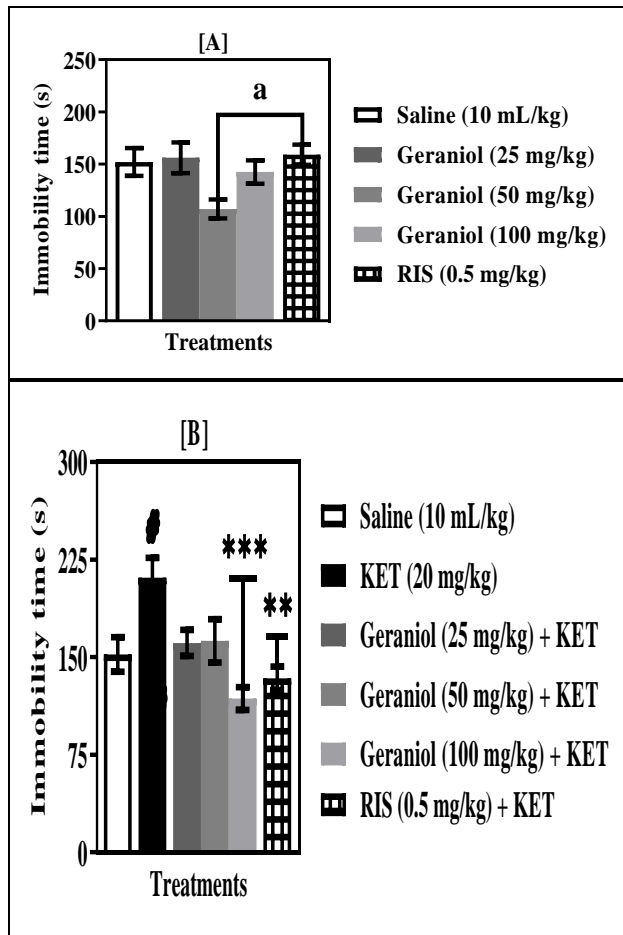 [A]
Immobility time (s)
250
200
150
100
50
0
a
Treatments
Saline (10 mL/kg)
Geraniol (25 mg/kg)
Geraniol (50 mg/kg)
Geraniol (100 mg/kg)
RIS (0.5 mg/kg)
[B]
Immobility time (s)
300
225
150
75
0
***
**
Treatments
Saline (10 mL/kg)
KET (20 mg/kg)
Geraniol (25 mg/kg) + KET
Geraniol (50 mg/kg) + KET
Geraniol (100 mg/kg) + KET
RIS (0.5 mg/kg) + KET